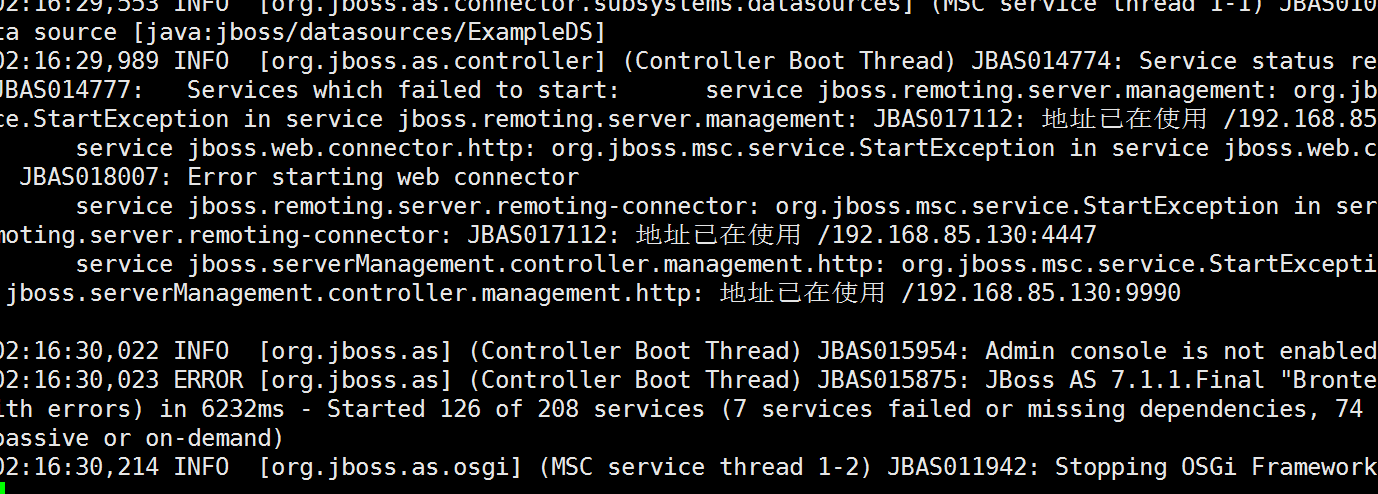 02:16:29,553 INFO  [org.jboss.as.connector.subsystems.datasources] (MSC service thread 1-1) JBAS010
ta source [java:jboss/datasources/ExampleDS]
02:16:29,989 INFO  [org.jboss.as.controller] (Controller Boot Thread) JBAS014774: Service status re
JBAS014777:   Services which failed to start:      service jboss.remoting.server.management: org.jb
ce.StartException in service jboss.remoting.server.management: JBAS017112: 地址已在使用 /192.168.85
service jboss.web.connector.http: org.jboss.msc.service.StartException in service jboss.web.c
JBAS018007: Error starting web connector
service jboss.remoting.server.remoting-connector: org.jboss.msc.service.StartException in ser
moting.server.remoting-connector: JBAS017112: 地址已在使用 /192.168.85.130:4447
service jboss.serverManagement.controller.management.http: org.jboss.msc.service.StartExcepti
jboss.serverManagement.controller.management.http: 地址已在使用 /192.168.85.130:9990
02:16:30,022 INFO  [org.jboss.as] (Controller Boot Thread) JBAS015954: Admin console is not enabled
02:16:30,023 ERROR [org.jboss.as] (Controller Boot Thread) JBAS015875: JBoss AS 7.1.1.Final "Bronte
ith errors) in 6232ms - Started 126 of 208 services (7 services failed or missing dependencies, 74
passive or on-demand)
02:16:30,214 INFO  [org.jboss.as.osgi] (MSC service thread 1-2) JBAS011942: Stopping OSGi Framework